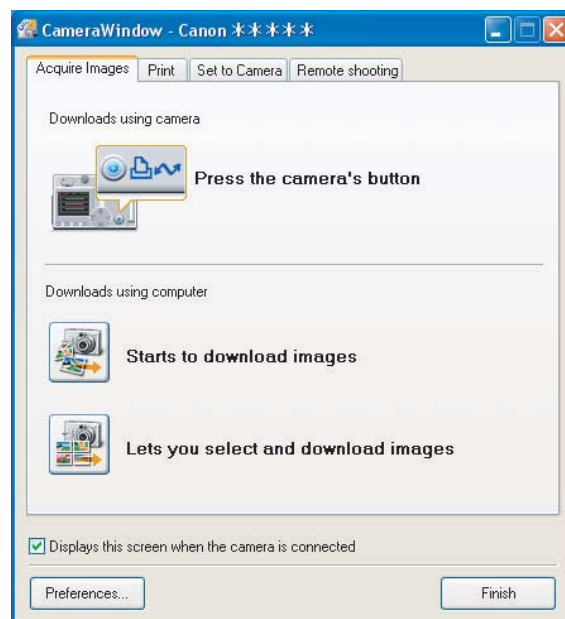 CameraWindow - Canon *****
Acquire Images Print Set to Camera Remote shooting
Downloads using camera
Press the camera's button
Downloads using computer
Starts to download images
Lets you select and download images
Displays this screen when the camera is connected
Preferences... Finish